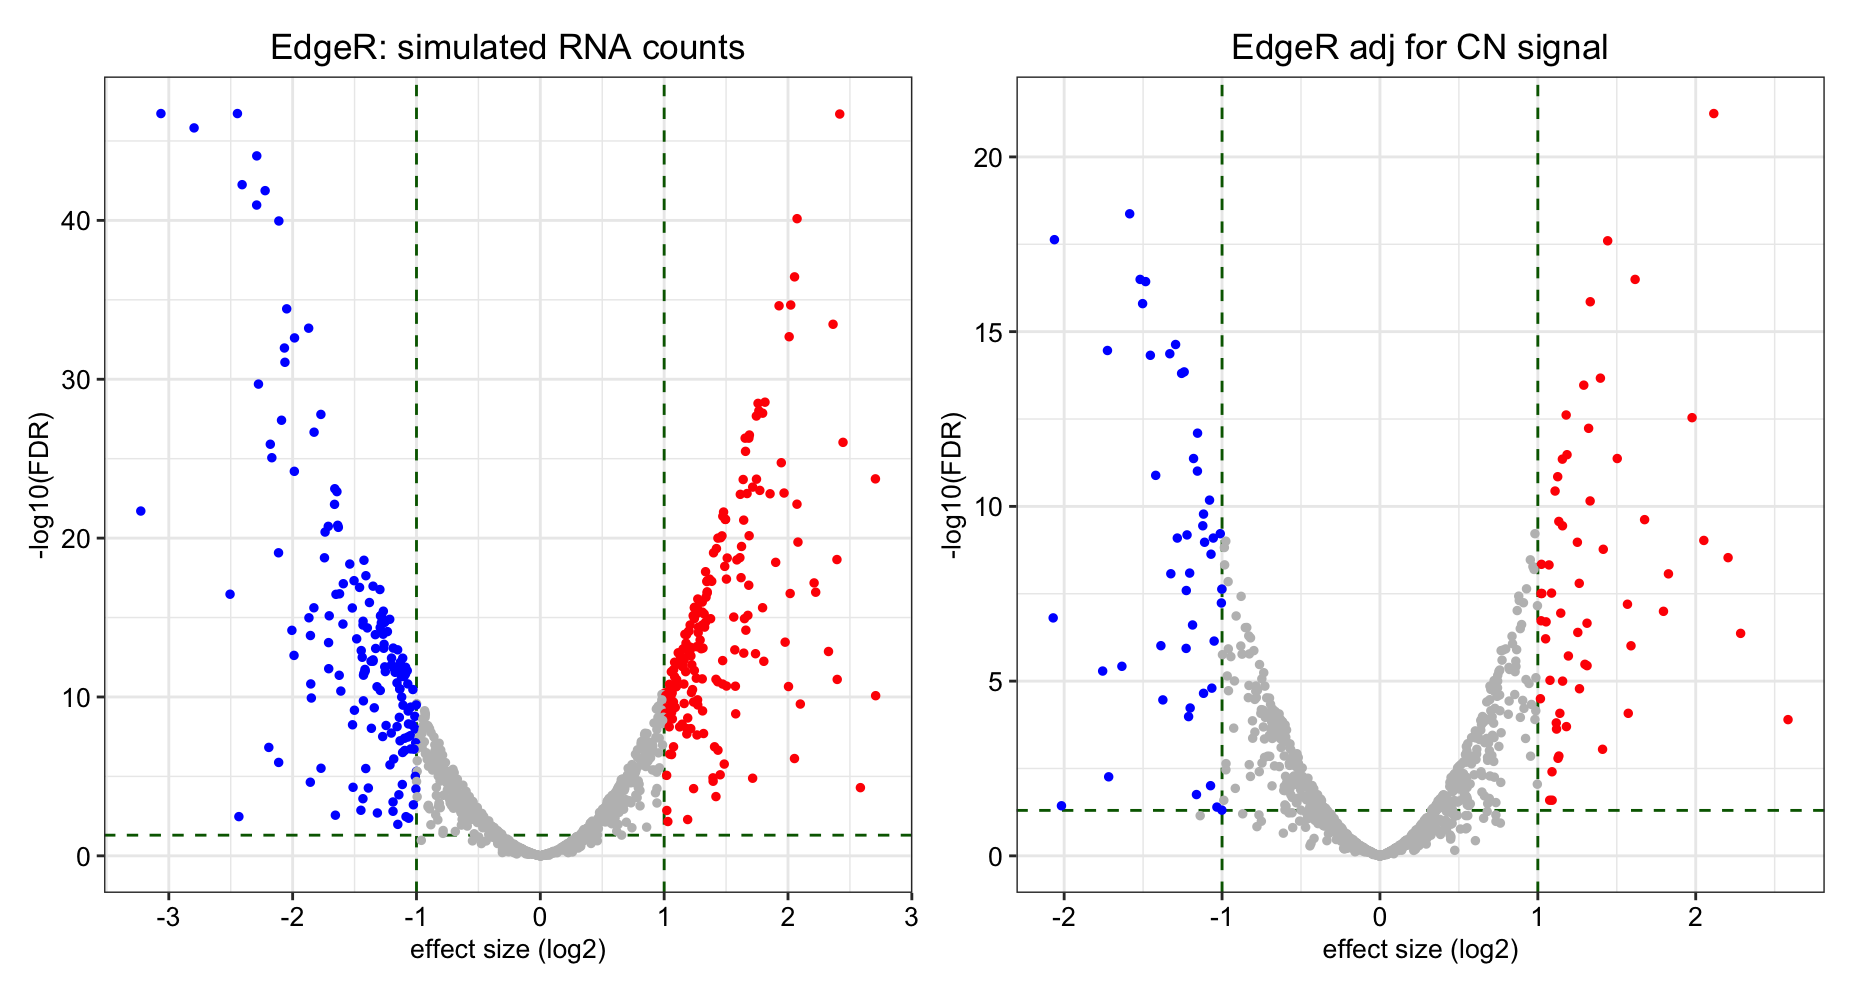 EdgeR: simulated RNA counts
-log10(FDR)
40
30
20
10
0
-3 -2 -1 0 1 2 3
effect size (log2)
EdgeR adj for CN signal
-log10(FDR)
20
15
10
5
0
-2 -1 0 1 2
effect size (log2)